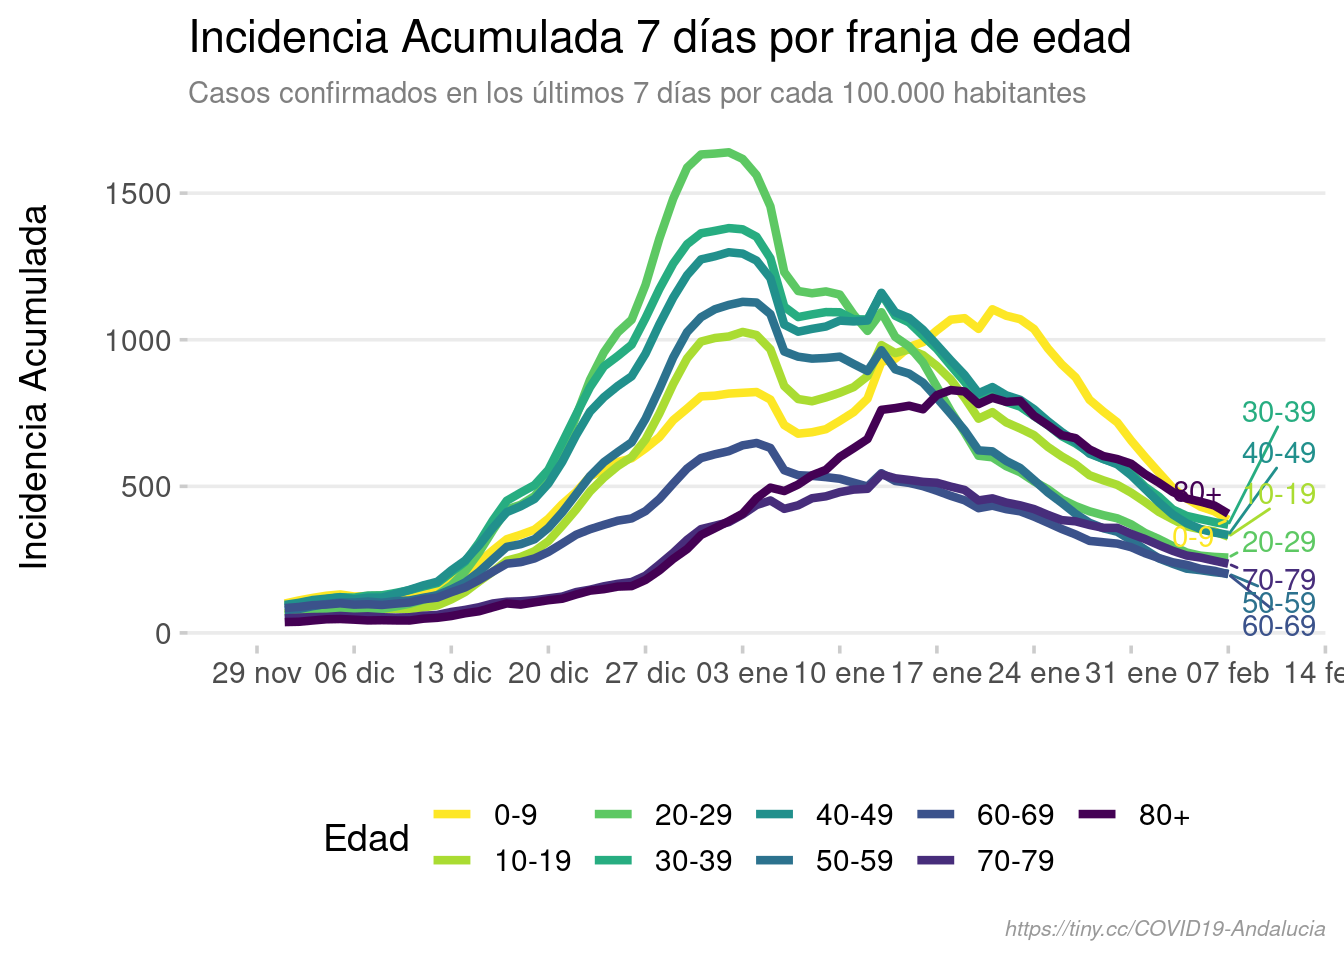 Incidencia Acumulada 7 días por franja de edad
Casos confirmados en los últimos 7 días por cada 100.000 habitantes
Incidencia Acumulada
1500
1000
500
0
30-39
40-49
80+
10-19
0-9
20-29
70-79
50-59
60-69
29 nov 06 dic 13 dic 20 dic 27 dic 03 ene 10 ene 17 ene 24 ene 31 ene 07 feb 14 fe
Edad
0-9 20-29 40-49 60-69 80+
10-19 30-39 50-59 70-79
https://tiny.cc/COVID19-Andalucia